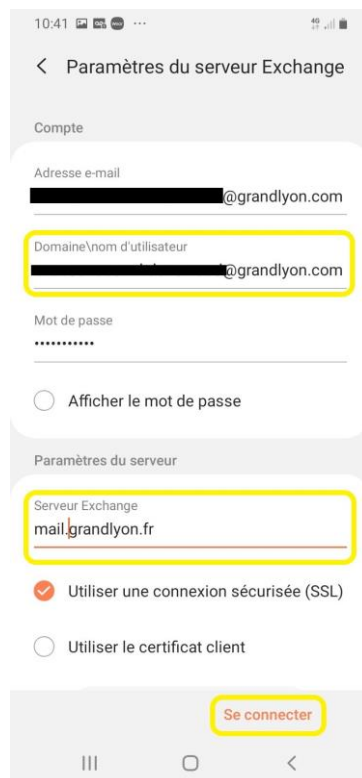 10:41 ... 4G
< Paramètres du serveur Exchange
Compte
Adresse e-mail
@grandlyon.com
Domaine\nom d'utilisateur
@grandlyon.com
Mot de passe
•••••••••••
Afficher le mot de passe
Paramètres du serveur
Serveur Exchange
mail.grandlyon.fr
Utiliser une connexion sécurisée (SSL)
Utiliser le certificat client
Se connecter